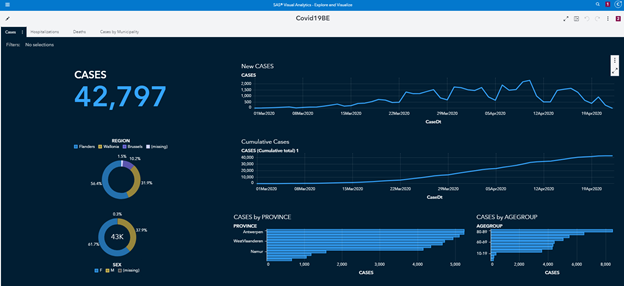 SAS® Visual Analytics - Explore and Visualize
Covid19BE
Cases
Hospitalisations
Deaths
Cases by Municipality
Filters No selections
CASES
42,797
REGION
Flanders Wallonia Brussels (missing)
1.5%
10.2%
56.4%
31.9%
0.3%
43K
37.9%
61.7%
SEX
F M (missing)
New CASES
CASES
2,000
1,500
1,000
500
0
01Mar2020 08Mar2020 15Mar2020 22Mar2020 29Mar2020 05Apr2020 12Apr2020 19Apr2020
CaseDt
Cumulative Cases
CASES (Cumulative total) 1
40,000
30,000
20,000
10,000
0
01Mar2020 08Mar2020 15Mar2020 22Mar2020 29Mar2020 05Apr2020 12Apr2020 19Apr2020
CaseDt
CASES by PROVINCE
PROVINCE
Antwerpen
WestVlaanderen
Namur
0 1,000 2,000 3,000 4,000 5,000
CASES
CASES by AGEGROUP
AGEGROUP
80-89
60-69
10-19
0 2,000 4,000 6,000 8,000
CASES